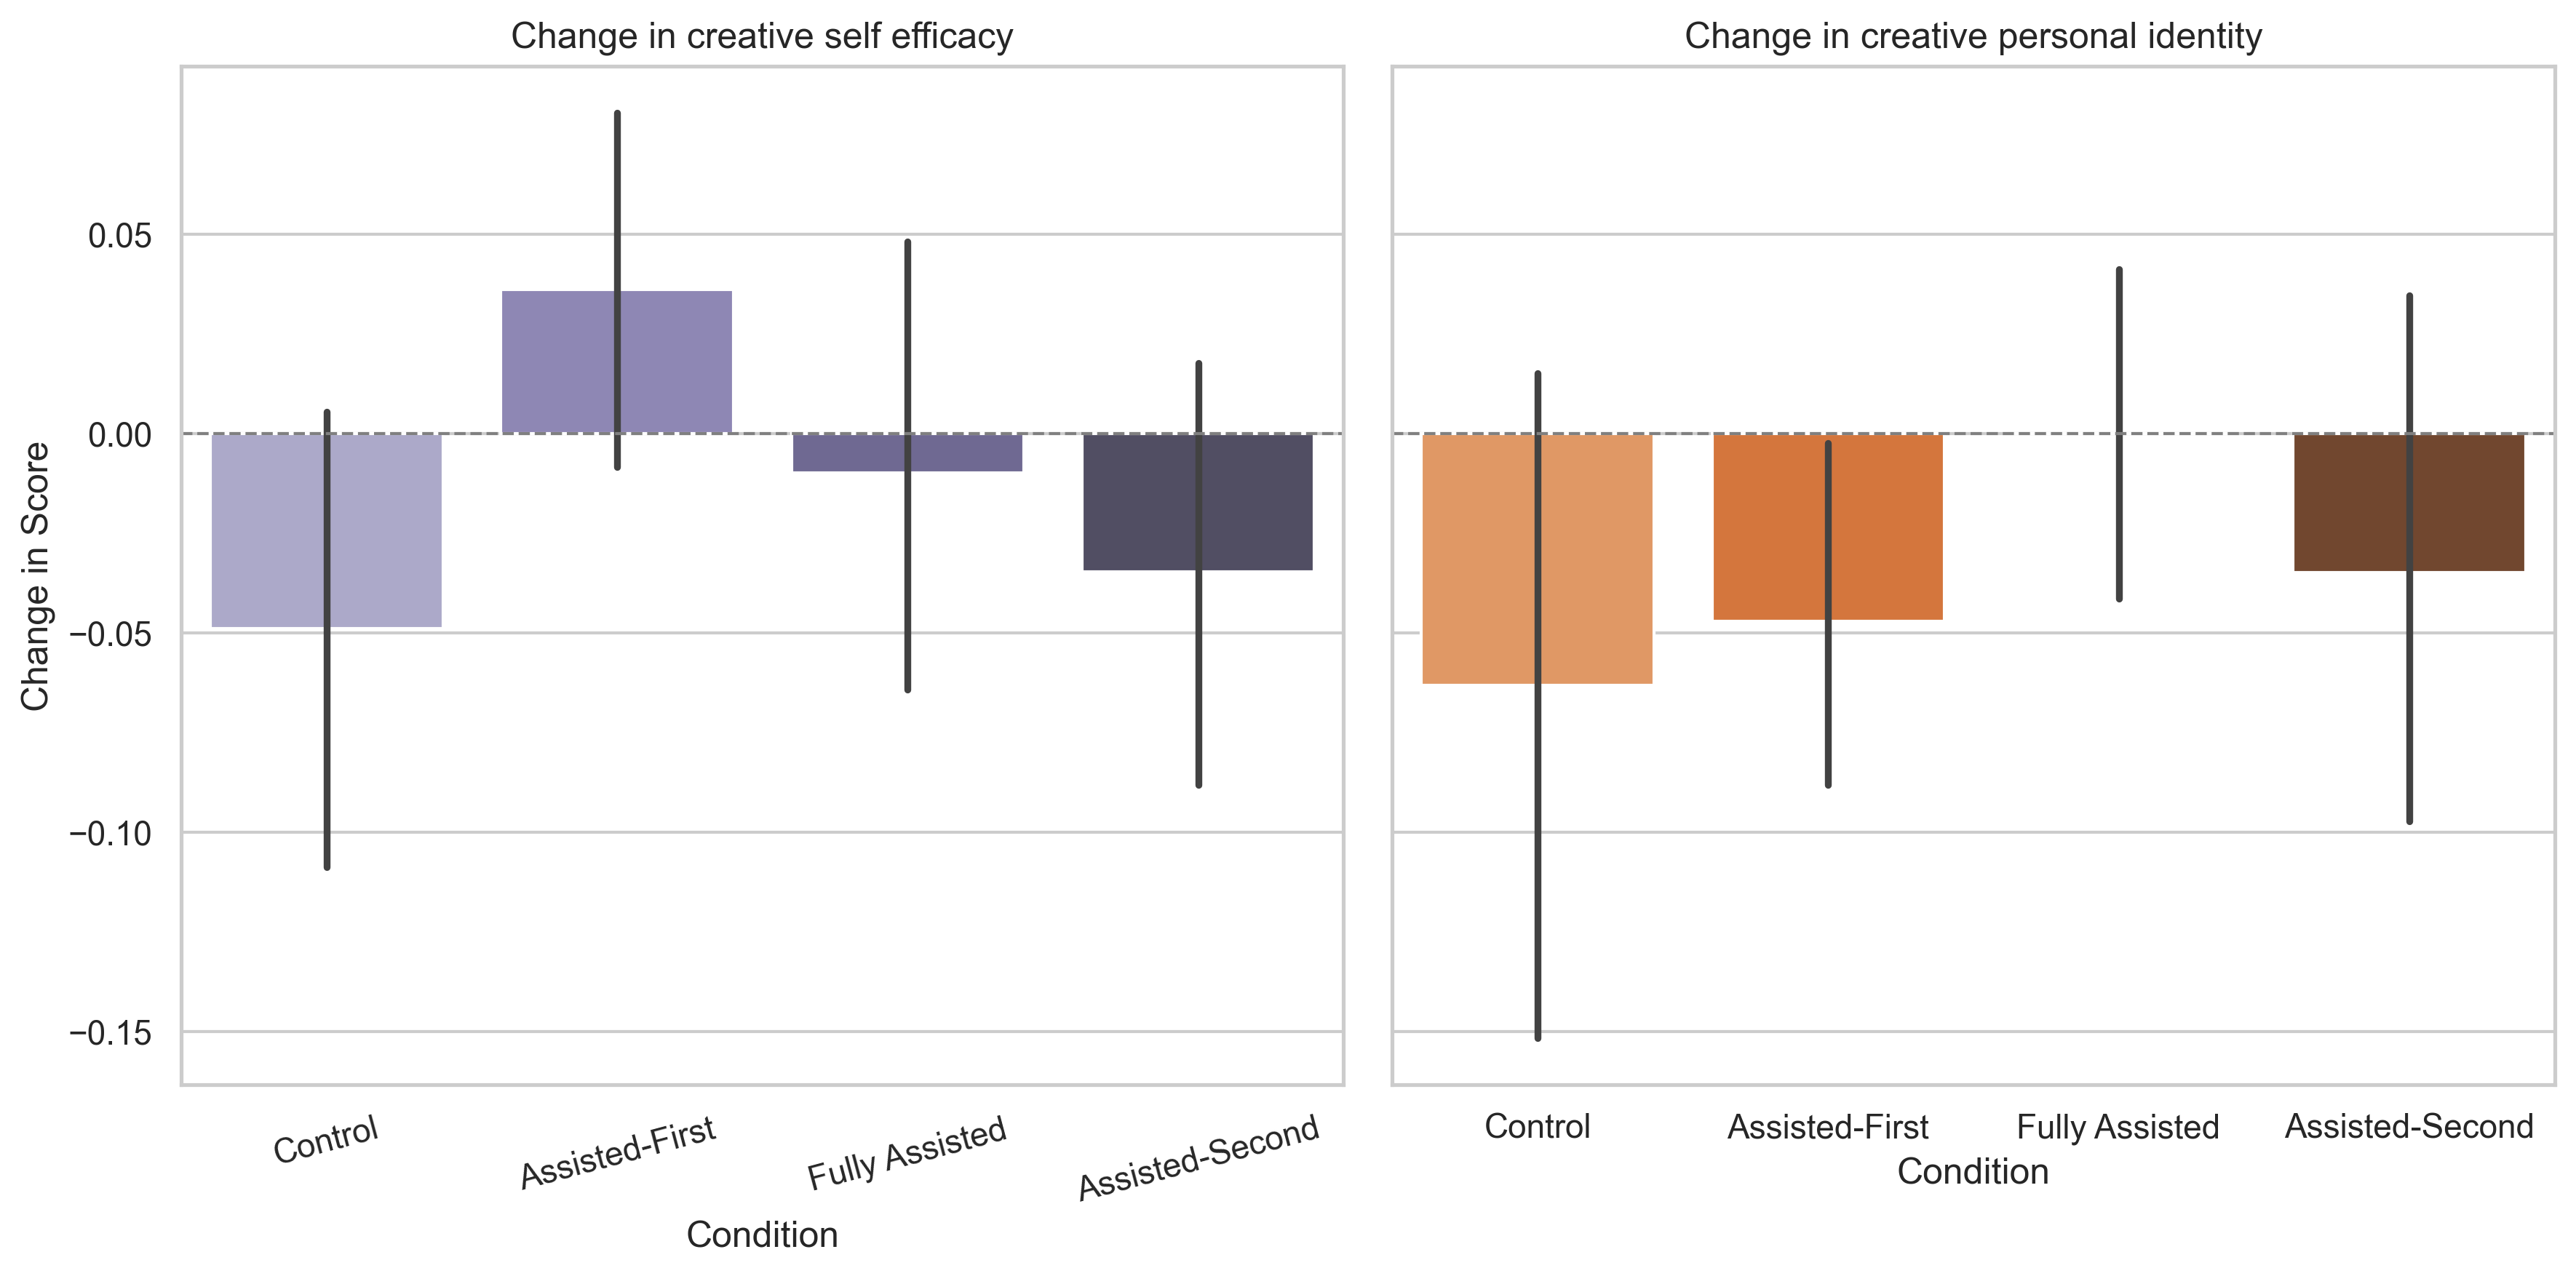 Change in creative self efficacy
Change in Score
0.05
0.00
−0.05
−0.10
−0.15
Control
Assisted-First
Fully Assisted
Assisted-Second
Condition
Change in creative personal identity
Control
Assisted-First
Fully Assisted
Assisted-Second
Condition